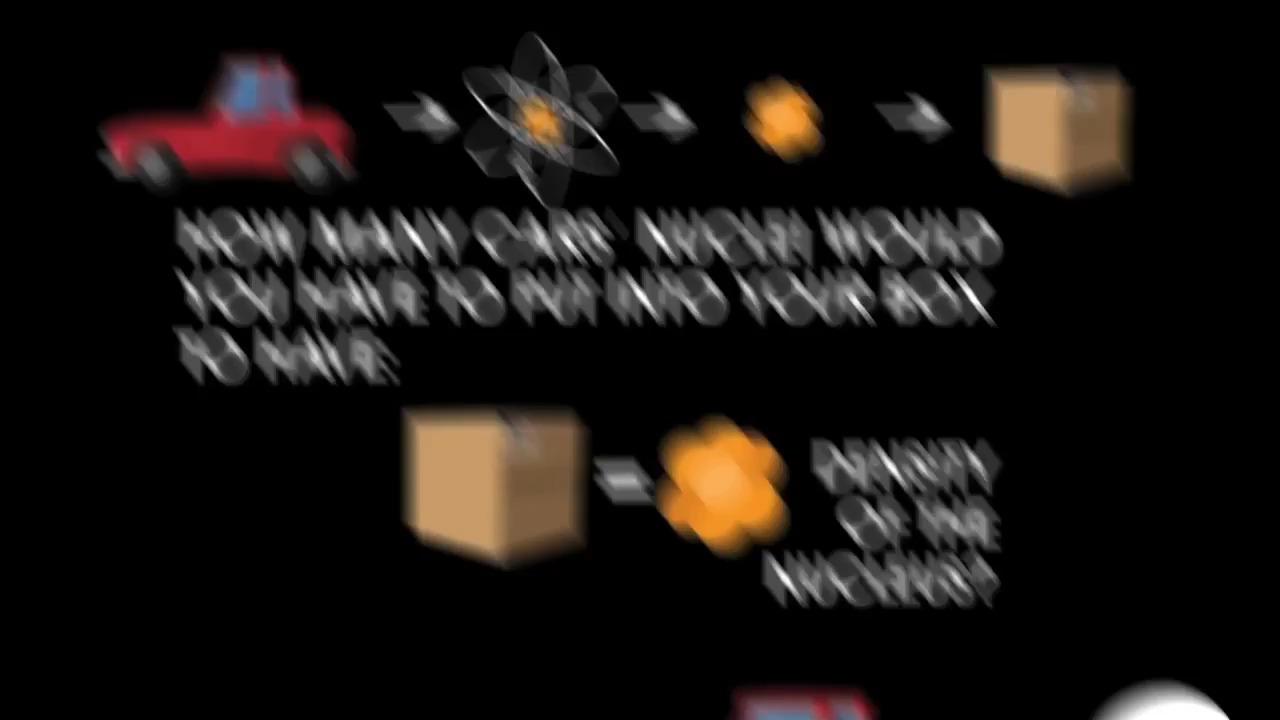 HOW MANY CARS' NUCLEI WOULD
YOU HAVE TO PUT INTO YOUR BOX
TO HAVE:
DENSITY
OF THE
NUCLEUS?